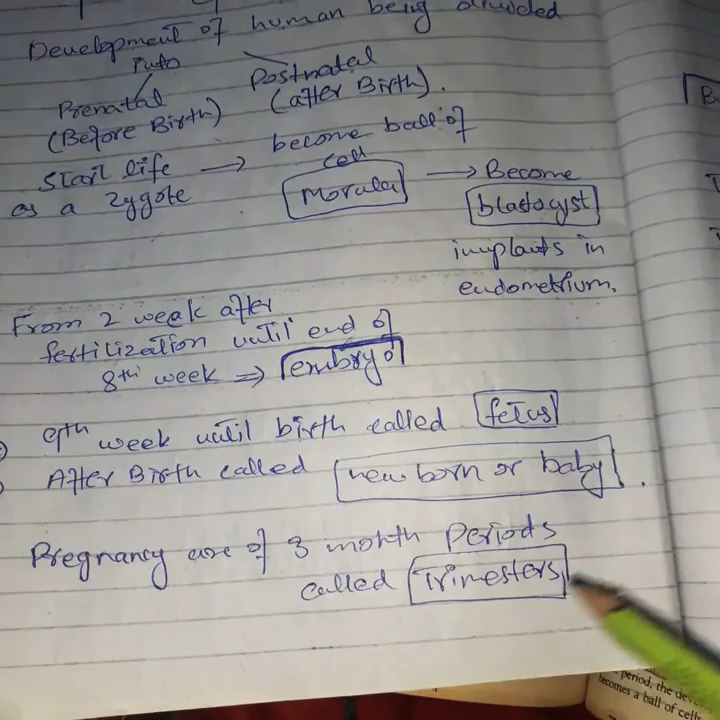 Development of human being divided
into
Prenatal
(Before Birth)
Postnatal
(after Birth).
Start life
as a zygote
→ become ball of
cell
Morula
→ Become
blastocyst
implants in
endometrium.
From 2 week after
fertilization until end of
8th week ⇒ embryo
9th week until birth called fetus
After Birth called new born or baby.
Pregnancy are of 3 month Periods
called Trimesters
period, the deve
becomes a ball of cells